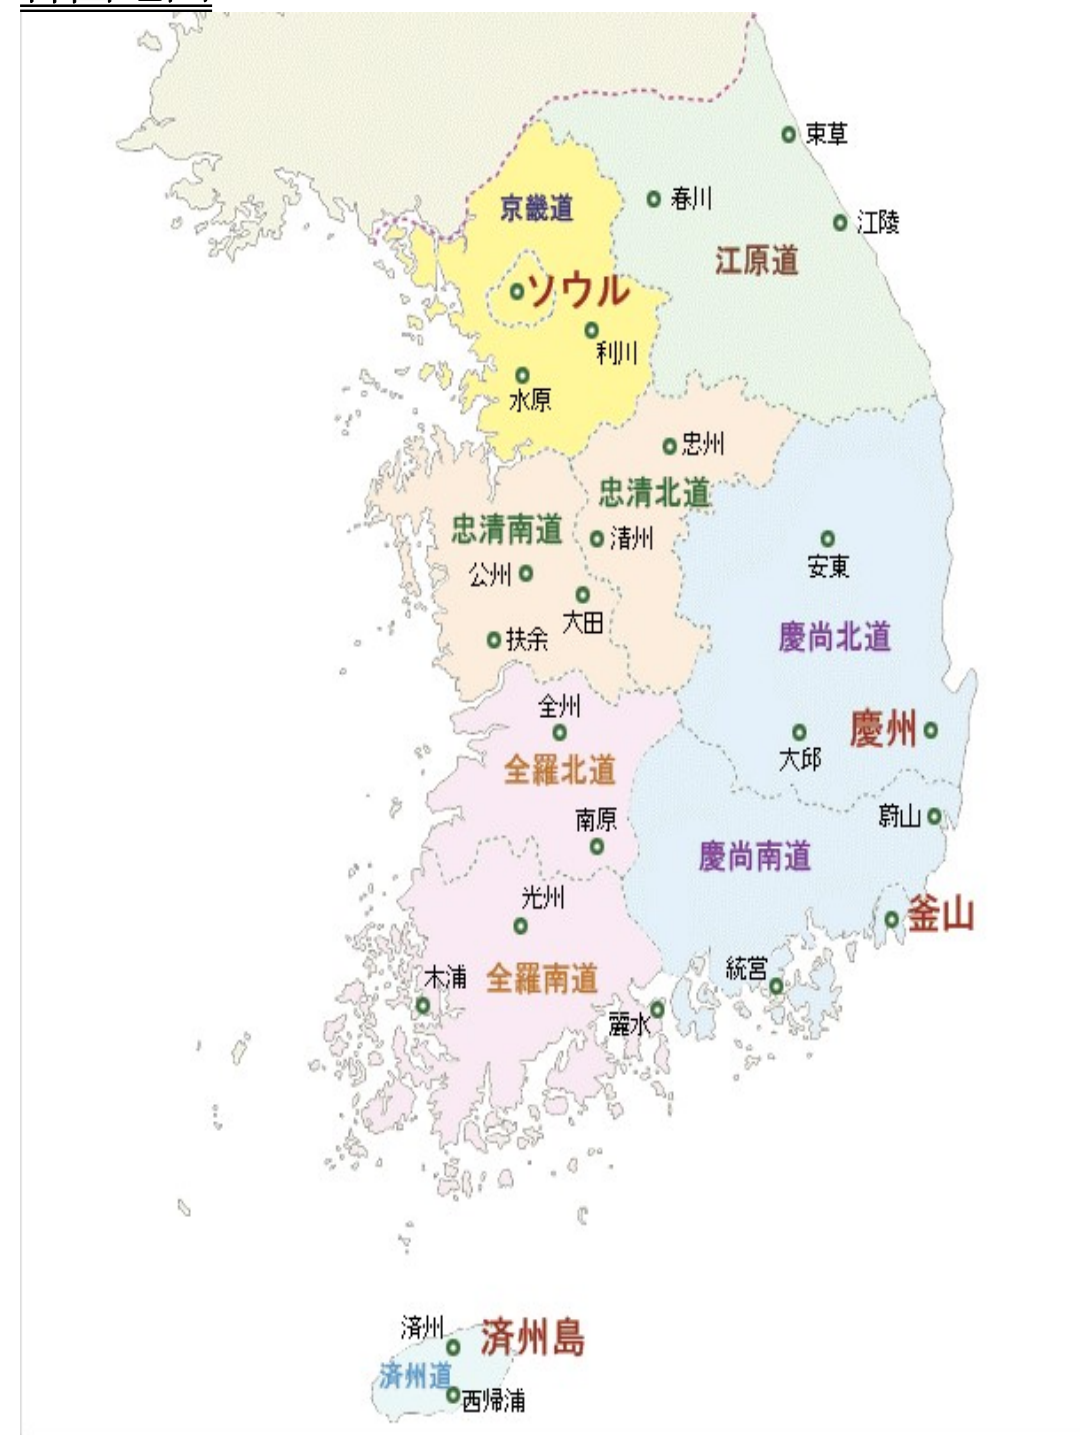 束草
春川
江陵
京畿道
江原道
ソウル
利川
水原
忠州
忠清北道
忠清南道
清州
公州
安東
大田
扶余
慶尚北道
全州
慶州
大邱
全羅北道
南原
蔚山
慶尚南道
光州
釜山
統営
木浦
全羅南道
麗水
済州
済州島
済州道
西帰浦